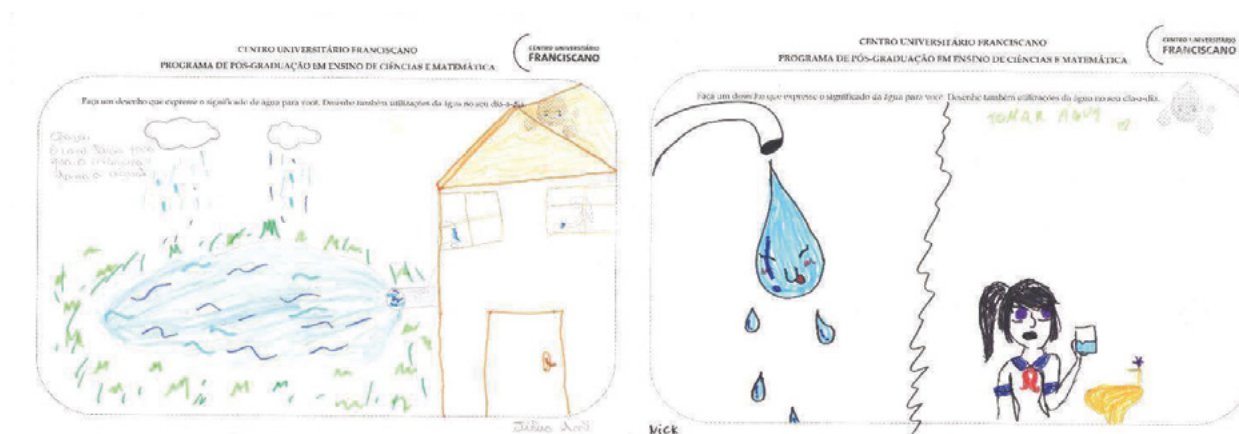 CENTRO UNIVERSITÁRIO FRANCISCANO
PROGRAMA DE PÓS-GRADUAÇÃO EM ENSINO DE CIÊNCIAS E MATEMÁTICA
CENTRO UNIVERSITÁRIO
FRANCISCANO
Faça um desenho que expresse o significado de água para você. Desenhe também utilizações da água no seu dia-a-dia.
CENTRO UNIVERSITÁRIO FRANCISCANO
PROGRAMA DE PÓS-GRADUAÇÃO EM ENSINO DE CIÊNCIAS E MATEMÁTICA
CENTRO UNIVERSITÁRIO
FRANCISCANO
Faça um desenho que expresse o significado da água para você. Desenhe também utilizações da água no seu dia-a-dia.
TOMAR ÁGUA
Nick